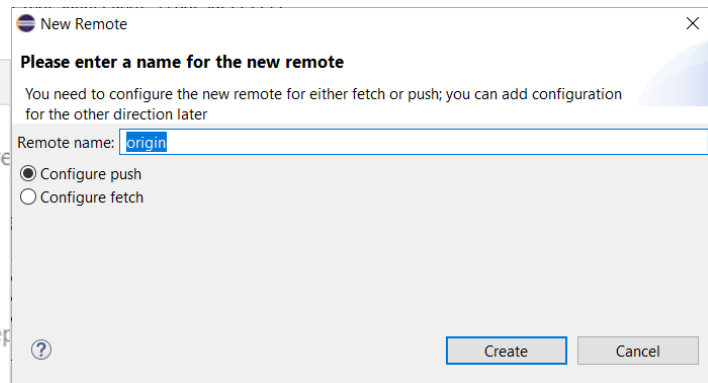 New Remote
Please enter a name for the new remote
You need to configure the new remote for either fetch or push; you can add configuration
for the other direction later
Remote name: origin
Configure push
Configure fetch
Create Cancel